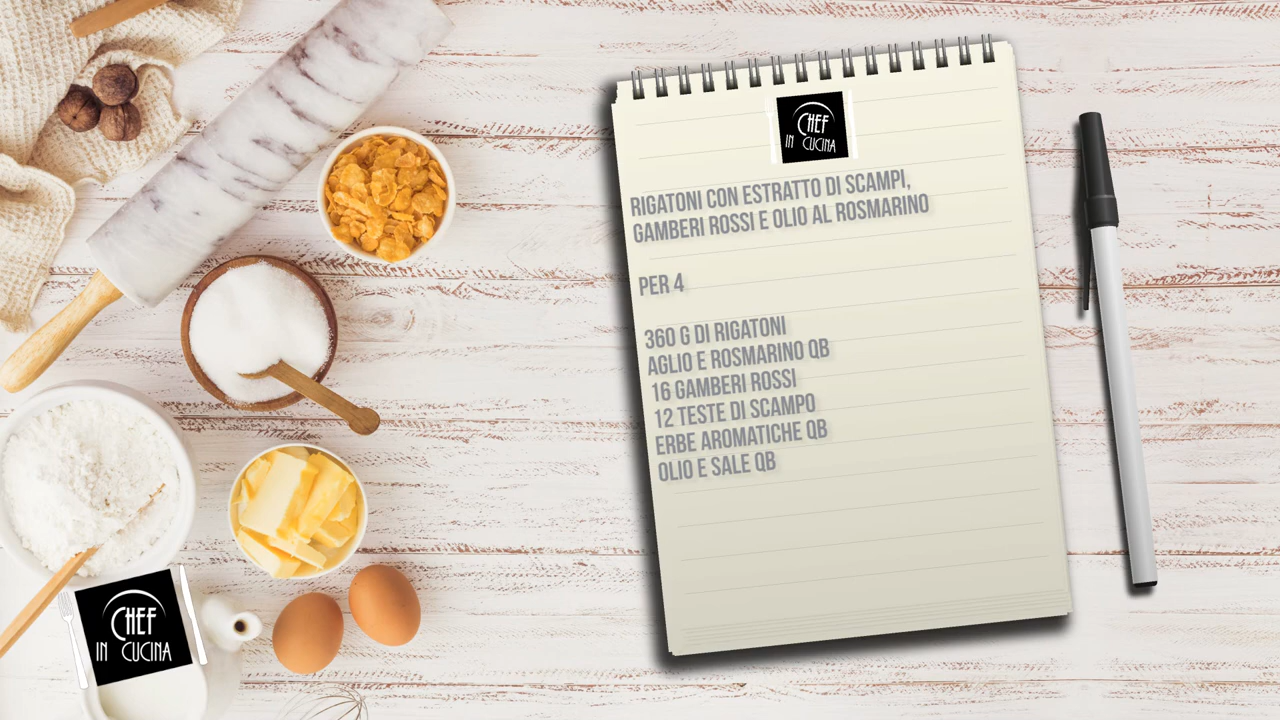 CHEF
IN CUCINA
RIGATONI CON ESTRATTO DI SCAMPI,
GAMBERI ROSSI E OLIO AL ROSMARINO
PER 4
360 G DI RIGATONI
AGLIO E ROSMARINO QB
16 GAMBERI ROSSI
12 TESTE DI SCAMPO
ERBE AROMATICHE QB
OLIO E SALE QB
CHEF
IN CUCINA